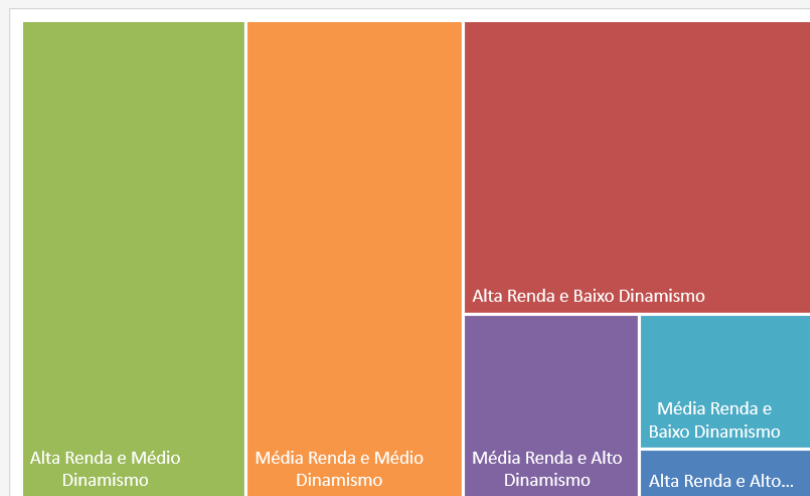 Alta Renda e Médio
Dinamismo
Média Renda e Médio
Dinamismo
Alta Renda e Baixo Dinamismo
Média Renda e Alto
Dinamismo
Média Renda e
Baixo Dinamismo
Alta Renda e Alto...